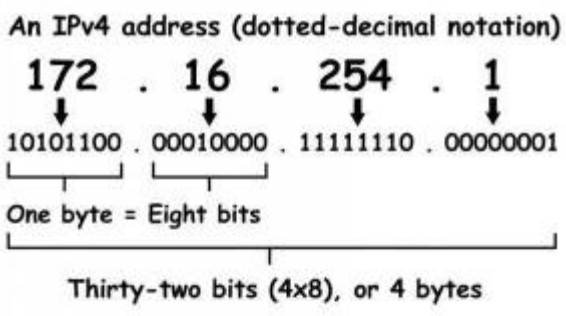 An IPv4 address (dotted-decimal notation)
172 . 16 . 254 . 1
10101100 . 00010000 . 11111110 . 00000001
One byte = Eight bits
Thirty-two bits (4x8), or 4 bytes